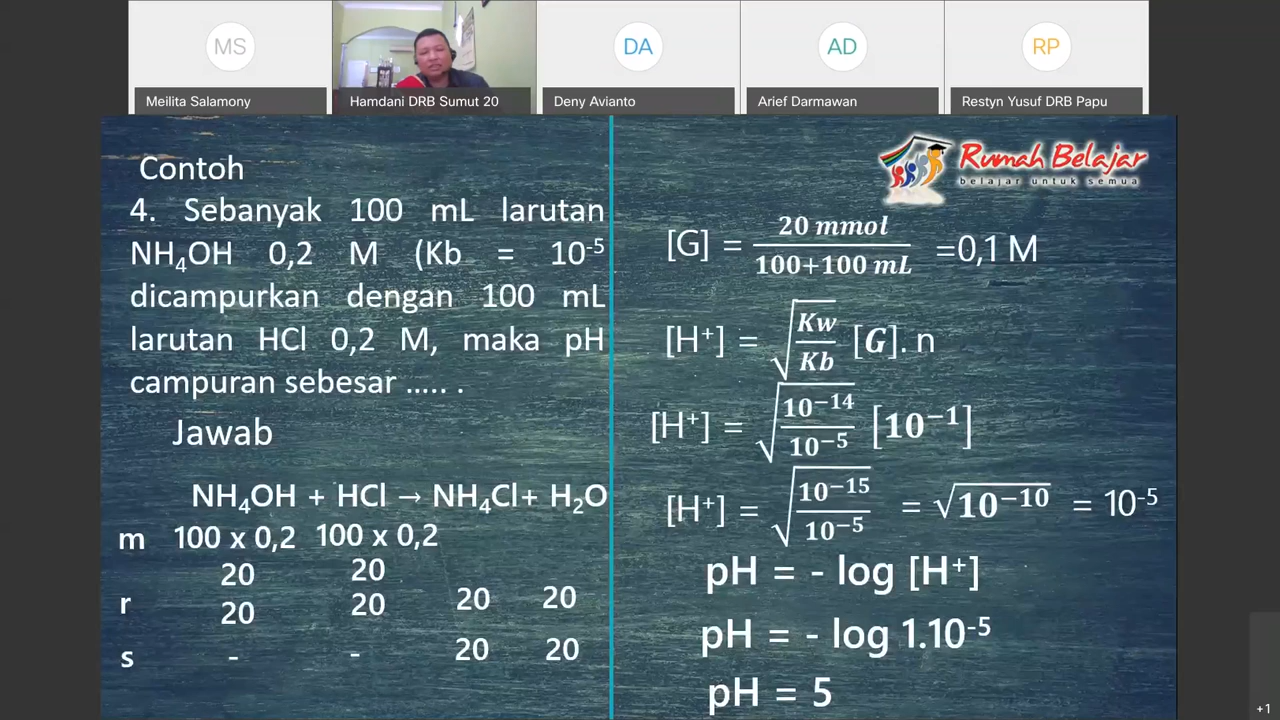 MS
DA
AD
RP
Meilita Salamony
Hamdani DRB Sumut 20
Deny Avianto
Arief Darmawan
Restyn Yusuf DRB Papu
Contoh
4. Sebanyak 100 mL larutan
NH₄OH 0,2 M (Kb = 10⁻⁵
dicampurkan dengan 100 mL
larutan HCl 0,2 M, maka pH
campuran sebesar ..... .
Jawab
NH₄OH + HCl → NH₄Cl+ H₂O
m 100 x 0,2 100 x 0,2
20 20
r 20 20 20 20
s - - 20 20
Rumah Belajar
belajar untuk semua
[G] = 20 mmol / 100+100 mL =0,1 M
[H⁺] = √(Kw/Kb) [G]. n
[H⁺] = √(10⁻¹⁴/10⁻⁵) [10⁻¹]
[H⁺] = √(10⁻¹⁵/10⁻⁵) = √10⁻¹⁰ = 10⁻⁵
pH = - log [H⁺]
pH = - log 1.10⁻⁵
pH = 5
+1